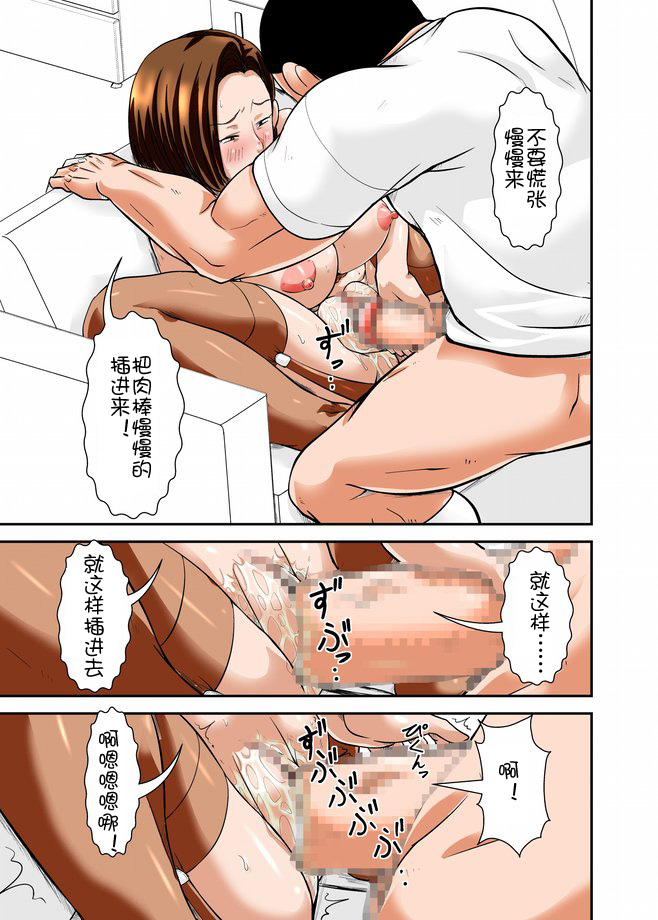 不要慌张
慢慢来
把肉棒慢慢的
插进来！
ずっ…
就这样……
就这样插进去
ずぶっ…
啊！
ぴくんっ
ずぶぶぶ
啊嗯嗯嗯哪！